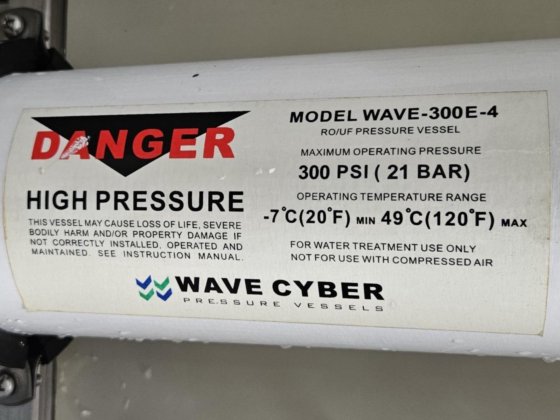 DANGER
HIGH PRESSURE
THIS VESSEL MAY CAUSE LOSS OF LIFE, SEVERE
BODILY HARM AND/OR PROPERTY DAMAGE IF
NOT CORRECTLY INSTALLED, OPERATED AND
MAINTAINED. SEE INSTRUCTION MANUAL.
MODEL WAVE-300E-4
RO/UF PRESSURE VESSEL
MAXIMUM OPERATING PRESSURE
300 PSI ( 21 BAR)
OPERATING TEMPERATURE RANGE
-7°C(20°F) MIN 49°C(120°F) MAX
FOR WATER TREATMENT USE ONLY
NOT FOR USE WITH COMPRESSED AIR
WAVE CYBER
PRESSURE VESSELS